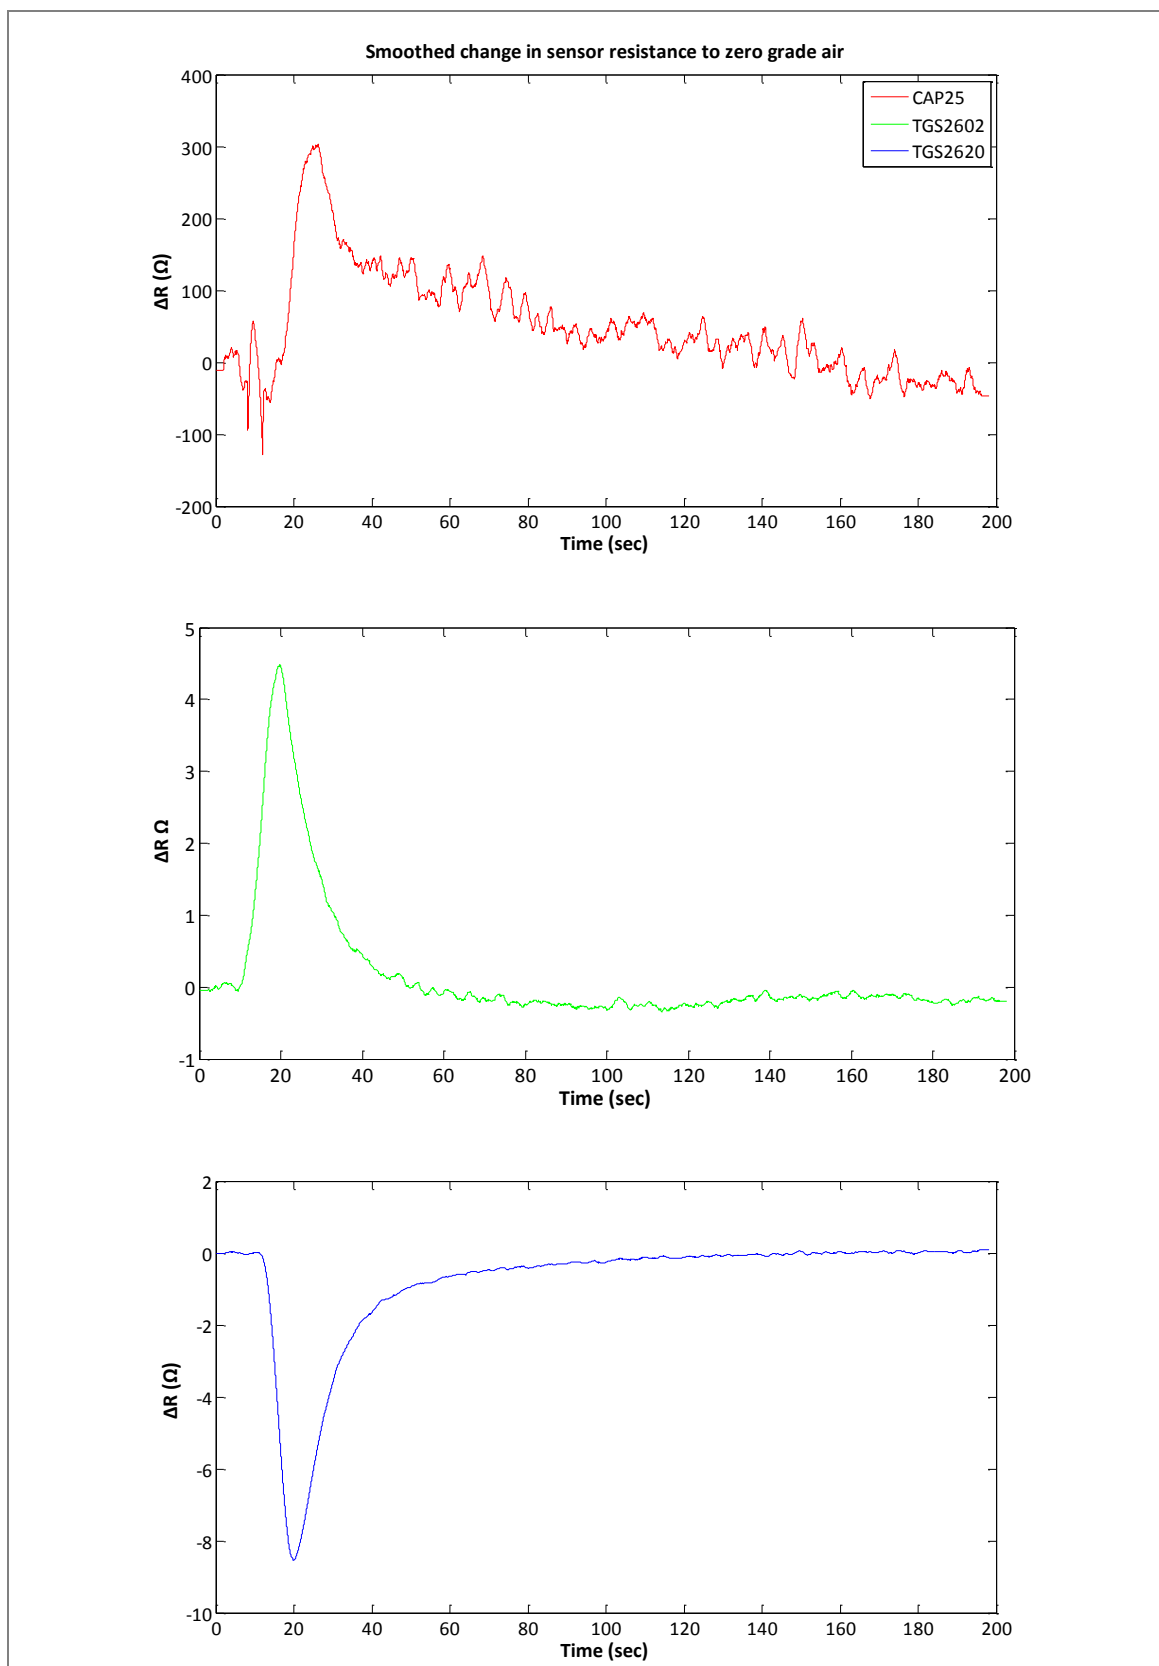 Smoothed change in sensor resistance to zero grade air
400
300
200
100
0
-100
-200
ΔR (Ω)
CAP25
TGS2602
TGS2620
0 20 40 60 80 100 120 140 160 180 200
Time (sec)
5
4
3
2
1
0
-1
ΔR Ω
0 20 40 60 80 100 120 140 160 180 200
Time (sec)
2
0
-2
-4
-6
-8
-10
ΔR (Ω)
0 20 40 60 80 100 120 140 160 180 200
Time (sec)